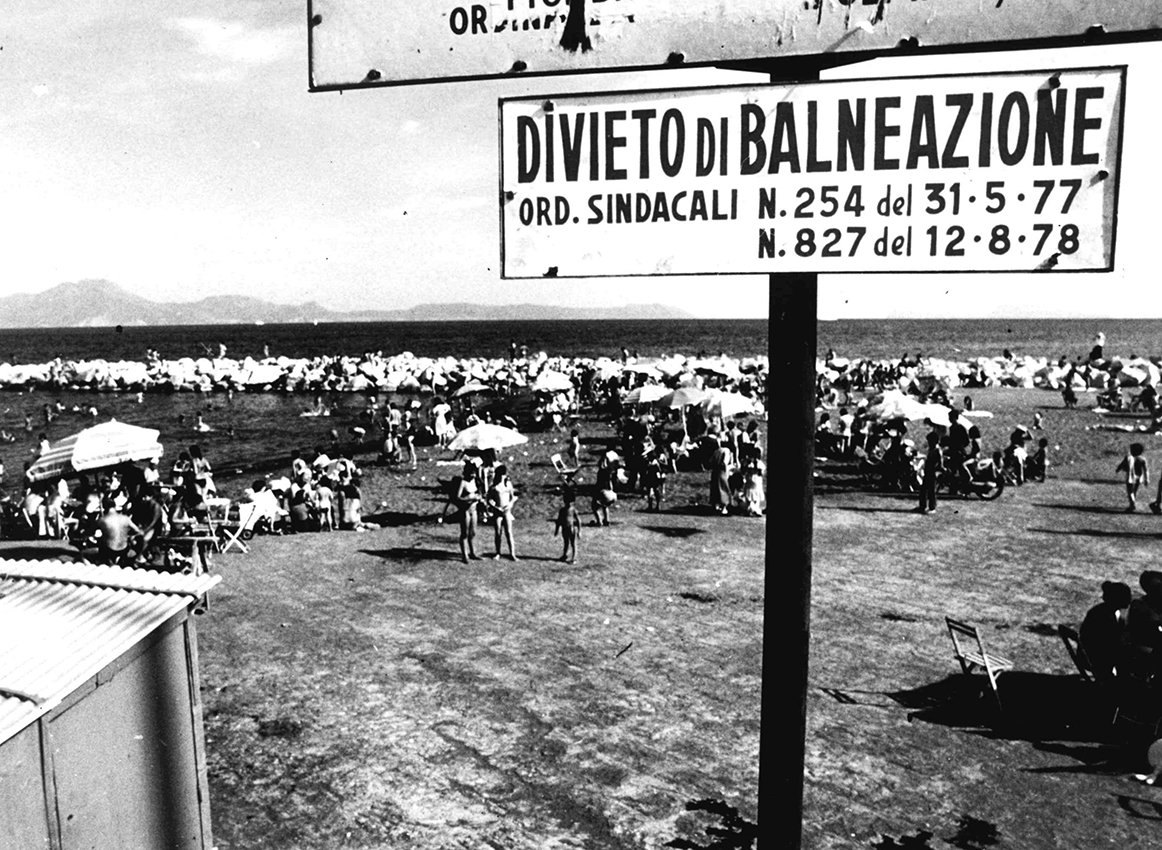 DIVIETO DI BALNEAZIONE
ORD. SINDACALI N. 254 del 31·5·77
N. 827 del 12·8·78